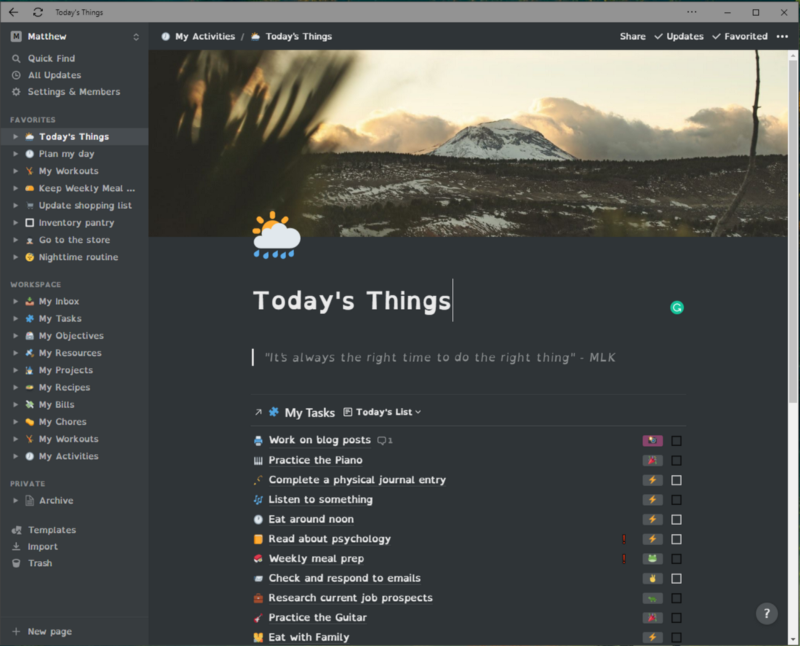 Today's Things
M Matthew
My Activities / Today's Things
Share Updates Favorited
Quick Find
All Updates
Settings & Members
FAVORITES
Today's Things
Plan my day
My Workouts
Keep Weekly Meal ...
Update shopping list
Inventory pantry
Go to the store
Nighttime routine
WORKSPACE
My Inbox
My Tasks
My Objectives
My Resources
My Projects
My Recipes
My Bills
My Chores
My Workouts
My Activities
PRIVATE
Archive
Templates
Import
Trash
New page
Today's Things
"It's always the right time to do the right thing" - MLK
My Tasks Today's List
Work on blog posts 1
Practice the Piano
Complete a physical journal entry
Listen to something
Eat around noon
Read about psychology
Weekly meal prep
Check and respond to emails
Research current job prospects
Practice the Guitar
Eat with Family
?